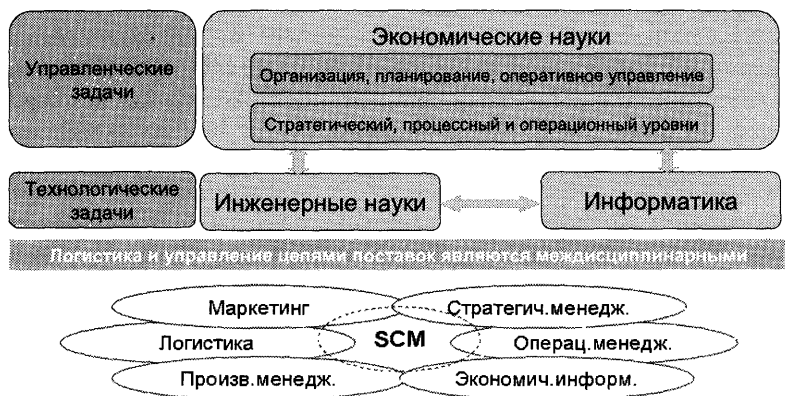 Управленческие
задачи
Экономические науки
Организация, планирование, оперативное управление
Стратегический, процессный и операционный уровни
Технологические
задачи
Инженерные науки
Информатика
Логистика и управление цепями поставок являются междисциплинарными
Маркетинг
Стратегич.менедж.
Логистика
SCM
Операц.менедж.
Произв.менедж.
Экономич.информ.